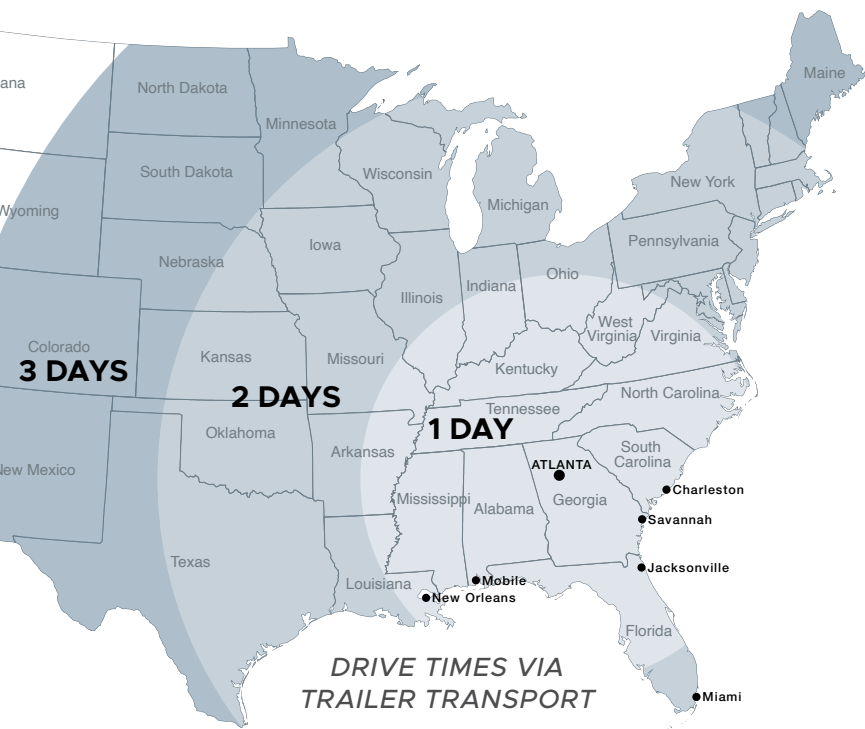 ana
North Dakota
Minnesota
Maine
South Dakota
Wisconsin
Michigan
New York
Wyoming
Nebraska
Iowa
Illinois
Indiana
Ohio
Pennsylvania
Colorado
3 DAYS
Kansas
Missouri
2 DAYS
West
Virginia
Virginia
Kentucky
North Carolina
Tennessee
1 DAY
Oklahoma
Arkansas
South
Carolina
ATLANTA
New Mexico
Mississippi
Alabama
Georgia
Charleston
Savannah
Texas
Louisiana
Mobile
New Orleans
Jacksonville
Florida
Miami
DRIVE TIMES VIA
TRAILER TRANSPORT